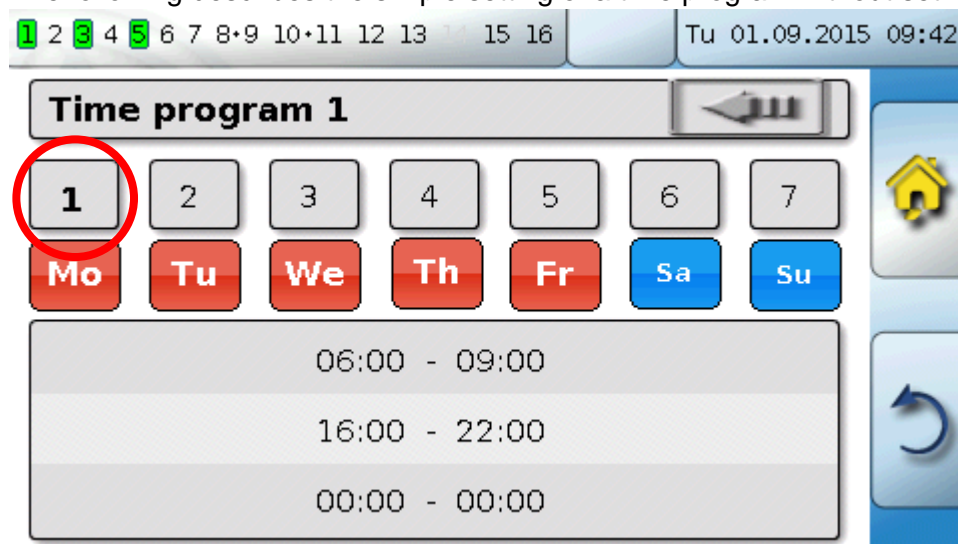 1 2 3 4 5 6 7 8•9 10•11 12 13 15 16 Tu 01.09.2015 09:42
Time program 1
1 2 3 4 5 6 7
Mo Tu We Th Fr Sa Su
06:00 - 09:00
16:00 - 22:00
00:00 - 00:00